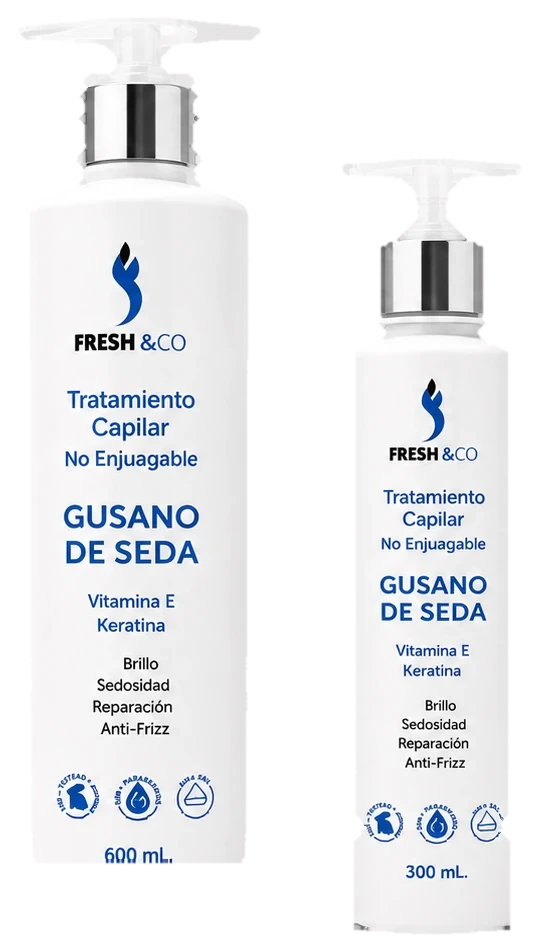 FRESH &CO
Tratamiento
Capilar
No Enjuagable
GUSANO
DE SEDA
Vitamina E
Keratina
Brillo
Sedosidad
Reparación
Anti-Frizz
600 mL.
FRESH &CO
Tratamiento
Capilar
No Enjuagable
GUSANO
DE SEDA
Vitamina E
Keratina
Brillo
Sedosidad
Reparación
Anti-Frizz
300 mL.